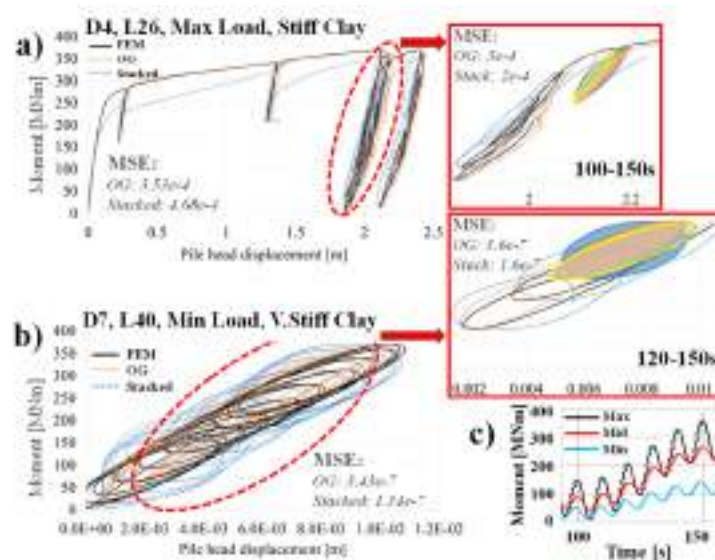 a) D4, L26, Max Load, Stiff Clay
400
350
300
250
200
150
100
50
0
Moment [MNm]
FEM
OG
Stacked
MSE:
OG: 3.53e-4
Stacked: 4.68e-4
0 0.5 1 1.5 2 2.5
Pile head displacement [m]
MSE:
OG: 5e-4
Stack: 2e-4
100-150s
2 2.2
MSE:
OG: 1.6e-7
Stack: 1.6e-7
120-150s
0.002 0.004 0.006 0.008 0.01
b) D7, L40, Min Load, V.Stiff Clay
400
350
300
250
200
150
100
50
0
Moment [MNm]
FEM
OG
Stacked
MSE:
OG: 3.43e-7
Stacked: 1.14e-7
0.0E+00 2.0E-03 4.0E-03 6.0E-03 8.0E-03 1.0E-02 1.2E-02
Pile head displacement [m]
c)
400
300
200
100
0
Moment [MNm]
Max
Mid
Min
100 150
Time [s]